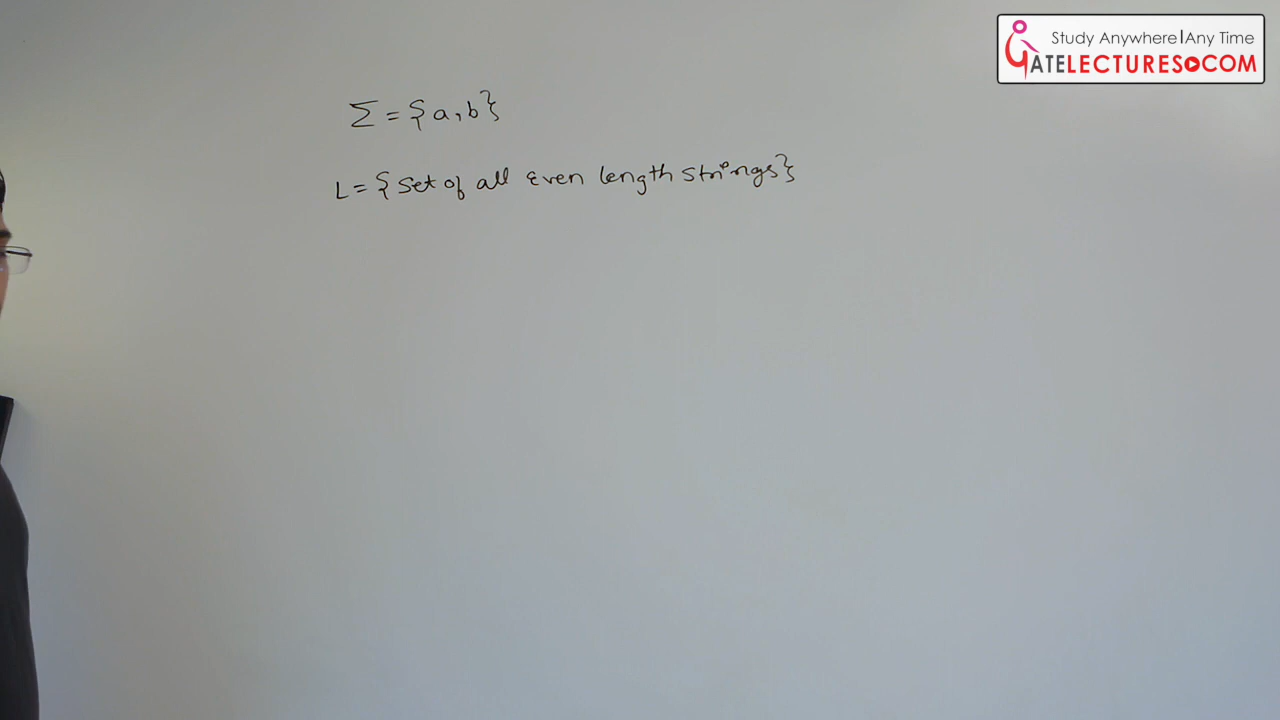 Study Anywhere|Any Time
GATELECTURES.COM
Σ = {a, b}
L = {Set of all Even length strings}